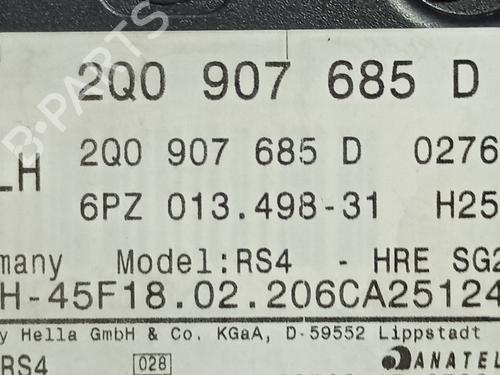 B-PARTS
2Q0 907 685 D
LH
2Q0 907 685 D 0276
6PZ 013.498-31 H25
many Model:RS4 - HRE SG2
H-45F18.02.206CA25124
y Hella GmbH & Co. KGaA, D-59552 Lippstadt
RS4 028 ANATEL